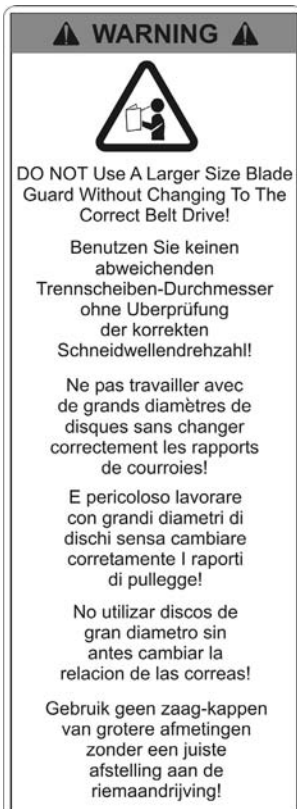 WARNING
DO NOT Use A Larger Size Blade
Guard Without Changing To The
Correct Belt Drive!
Benutzen Sie keinen
abweichenden
Trennscheiben-Durchmesser
ohne Uberprüfung
der korrekten
Schneidwellendrehzahl!
Ne pas travailler avec
de grands diamètres de
disques sans changer
correctement les rapports
de courroies!
E pericoloso lavorare
con grandi diametri di
dischi sensa cambiare
corretamente I raporti
di pullegge!
No utilizar discos de
gran diametro sin
antes cambiar la
relacion de las correas!
Gebruik geen zaag-kappen
van grotere afmetingen
zonder een juiste
afstelling aan de
riemaandrijving!